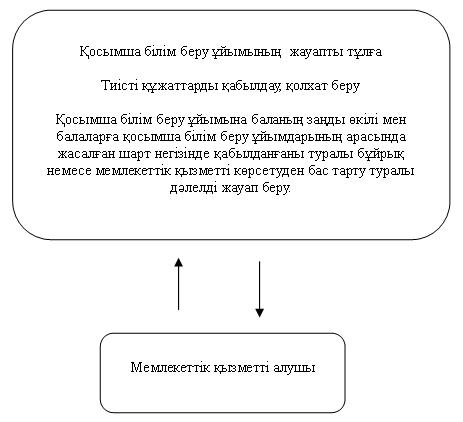 Қосымша білім беру ұйымының жауапты тұлға
Тиісті құжаттарды қабылдау, қолхат беру
Қосымша білім беру ұйымына баланың заңды өкілі мен
балаларға қосымша білім беру ұйымдарының арасында
жасалған шарт негізінде қабылданғаны туралы бұйрық
немесе мемлекеттік қызметті көрсетуден бас тарту туралы
дәлелді жауап беру.
Мемлекеттік қызметті алушы